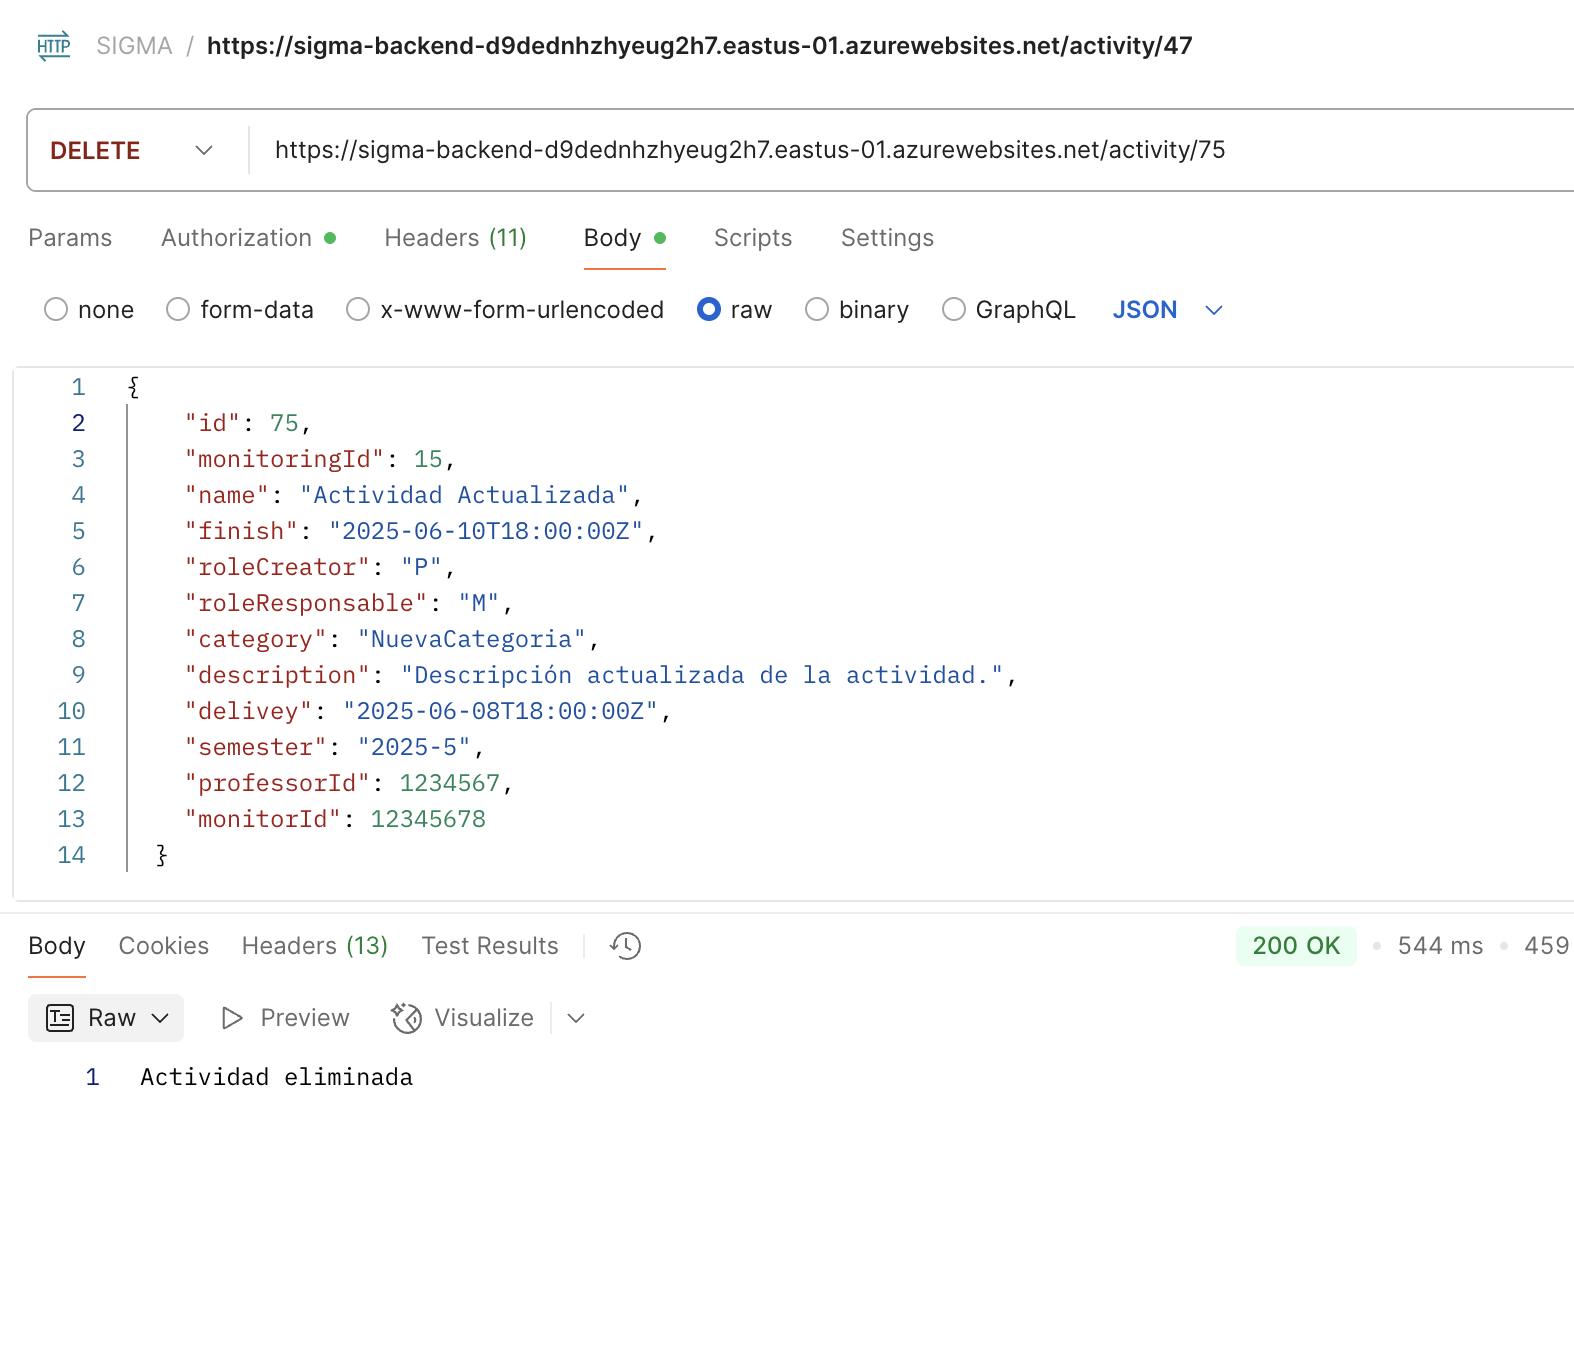 HTTP SIGMA / https://sigma-backend-d9dednhzhyeug2h7.eastus-01.azurewebsites.net/activity/47
DELETE https://sigma-backend-d9dednhzhyeug2h7.eastus-01.azurewebsites.net/activity/75
Params Authorization Headers (11) Body Scripts Settings
none form-data x-www-form-urlencoded raw binary GraphQL JSON
1 {
2 "id": 75,
3 "monitoringId": 15,
4 "name": "Actividad Actualizada",
5 "finish": "2025-06-10T18:00:00Z",
6 "roleCreator": "P",
7 "roleResponsable": "M",
8 "category": "NuevaCategoria",
9 "description": "Descripción actualizada de la actividad.",
10 "delivey": "2025-06-08T18:00:00Z",
11 "semester": "2025-5",
12 "professorId": 1234567,
13 "monitorId": 12345678
14 }
Body Cookies Headers (13) Test Results 200 OK • 544 ms • 459
Raw Preview Visualize
1 Actividad eliminada